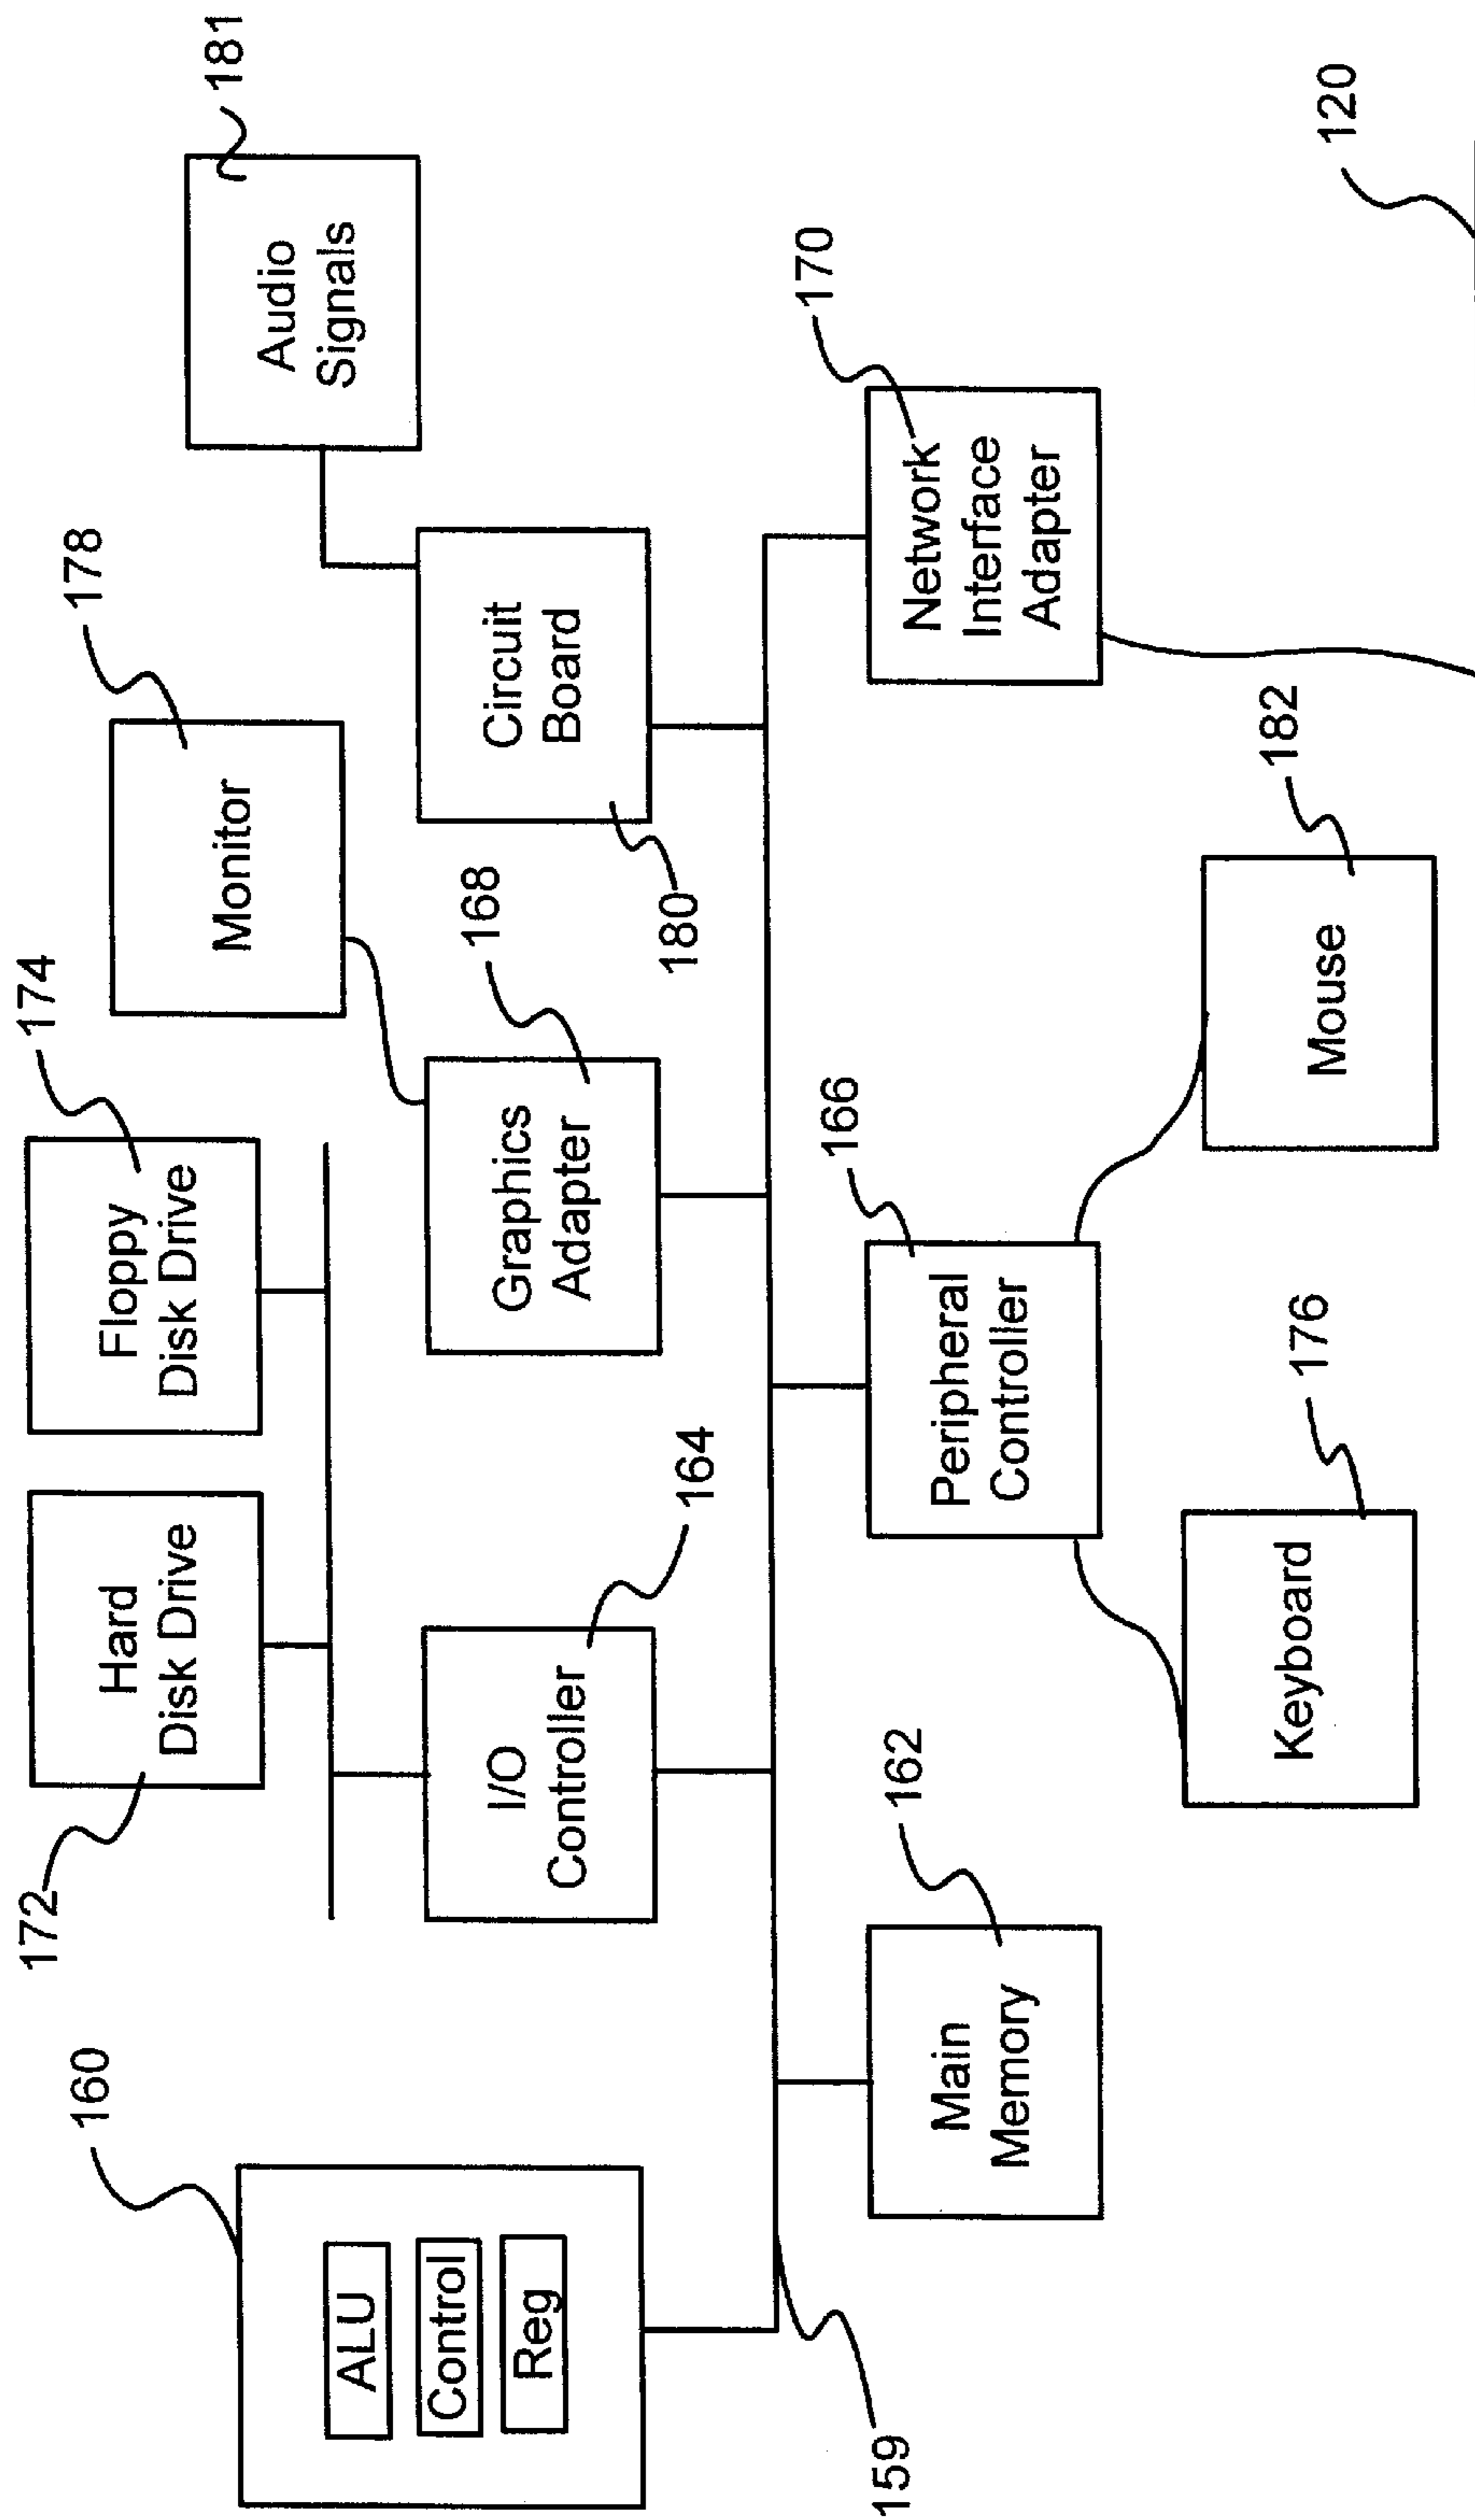 160
ALU
Control
Reg
159
172
Hard
Disk Drive
174
Floppy
Disk Drive
178
Monitor
Audio
Signals
181
I/O
Controller
164
Graphics
Adapter
168
Circuit
Board
180
Main
Memory
162
Peripheral
Controller
166
Network
Interface
Adapter
170
Keyboard
176
Mouse
182
120